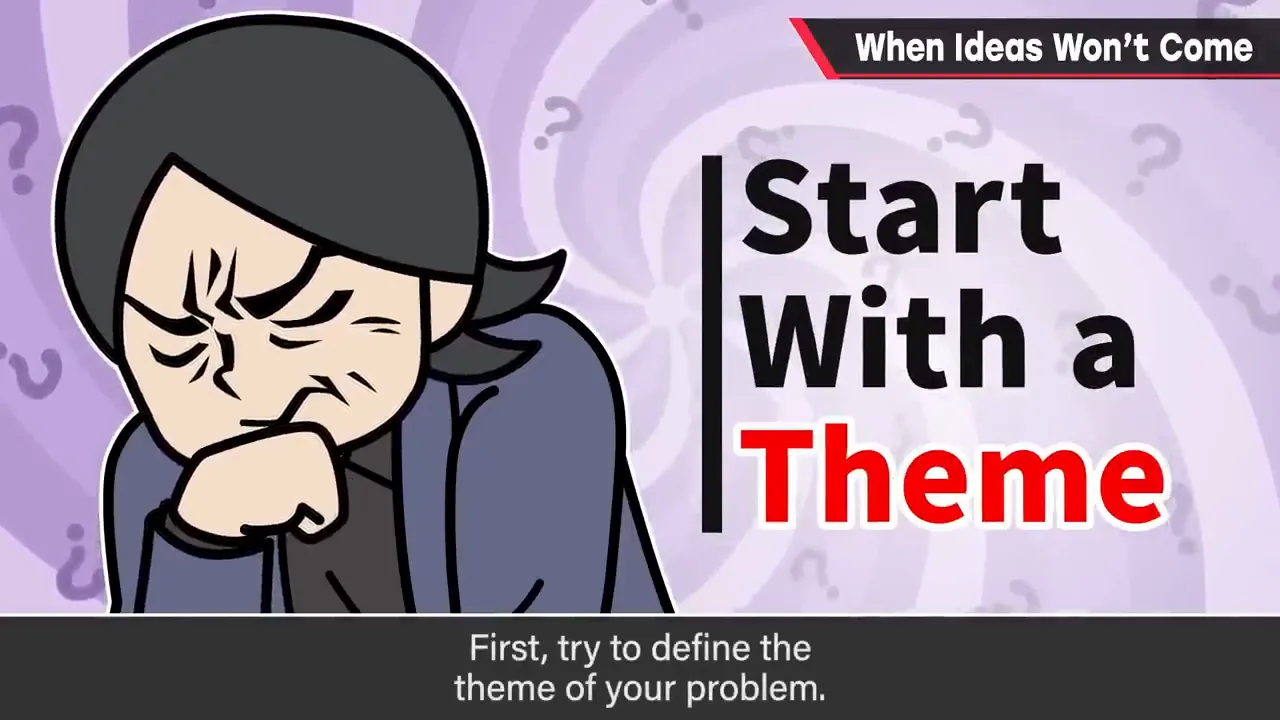 When Ideas Won't Come
Start
With a
Theme
First, try to define the
theme of your problem.